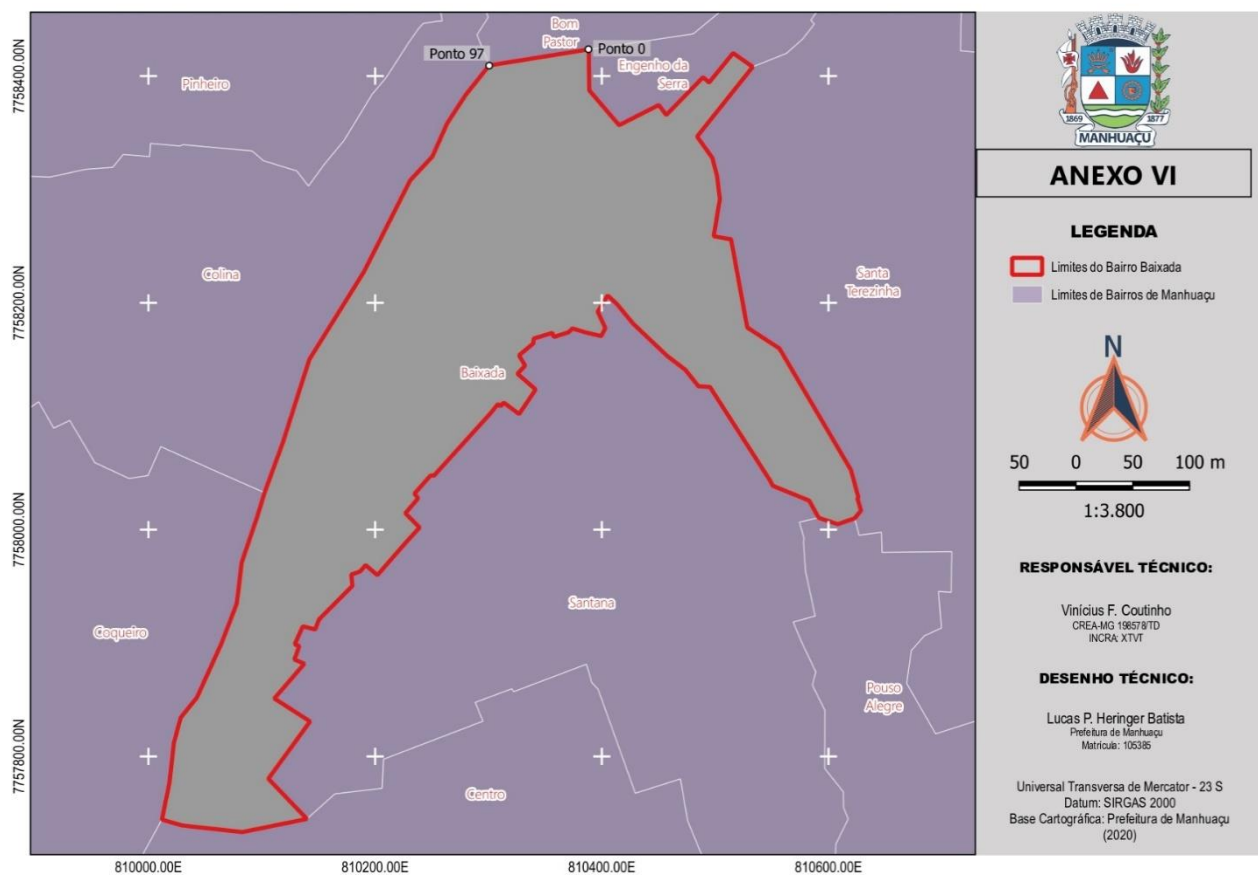 Bom
Pastor
Ponto 97
Ponto 0
Engenho da
Serra
Pinheiro
Colina
Santa
Terezinha
Baixada
Santana
Coqueiro
Pouso
Alegre
Centro
7758400.00N
7758200.00N
7758000.00N
7757800.00N
810000.00E
810200.00E
810400.00E
810600.00E
1869
1877
MANHUAÇU
ANEXO VI
LEGENDA
Limites do Bairro Baixada
Limites de Bairros de Manhuaçu
N
50 0 50 100 m
1:3.800
RESPONSÁVEL TÉCNICO:
Vinícius F. Coutinho
CREA-MG 198578/TD
INCRA: XTVT
DESENHO TÉCNICO:
Lucas P. Heringer Batista
Prefeitura de Manhuaçu
Matrícula: 105385
Universal Transversa de Mercator - 23 S
Datum: SIRGAS 2000
Base Cartográfica: Prefeitura de Manhuaçu
(2020)